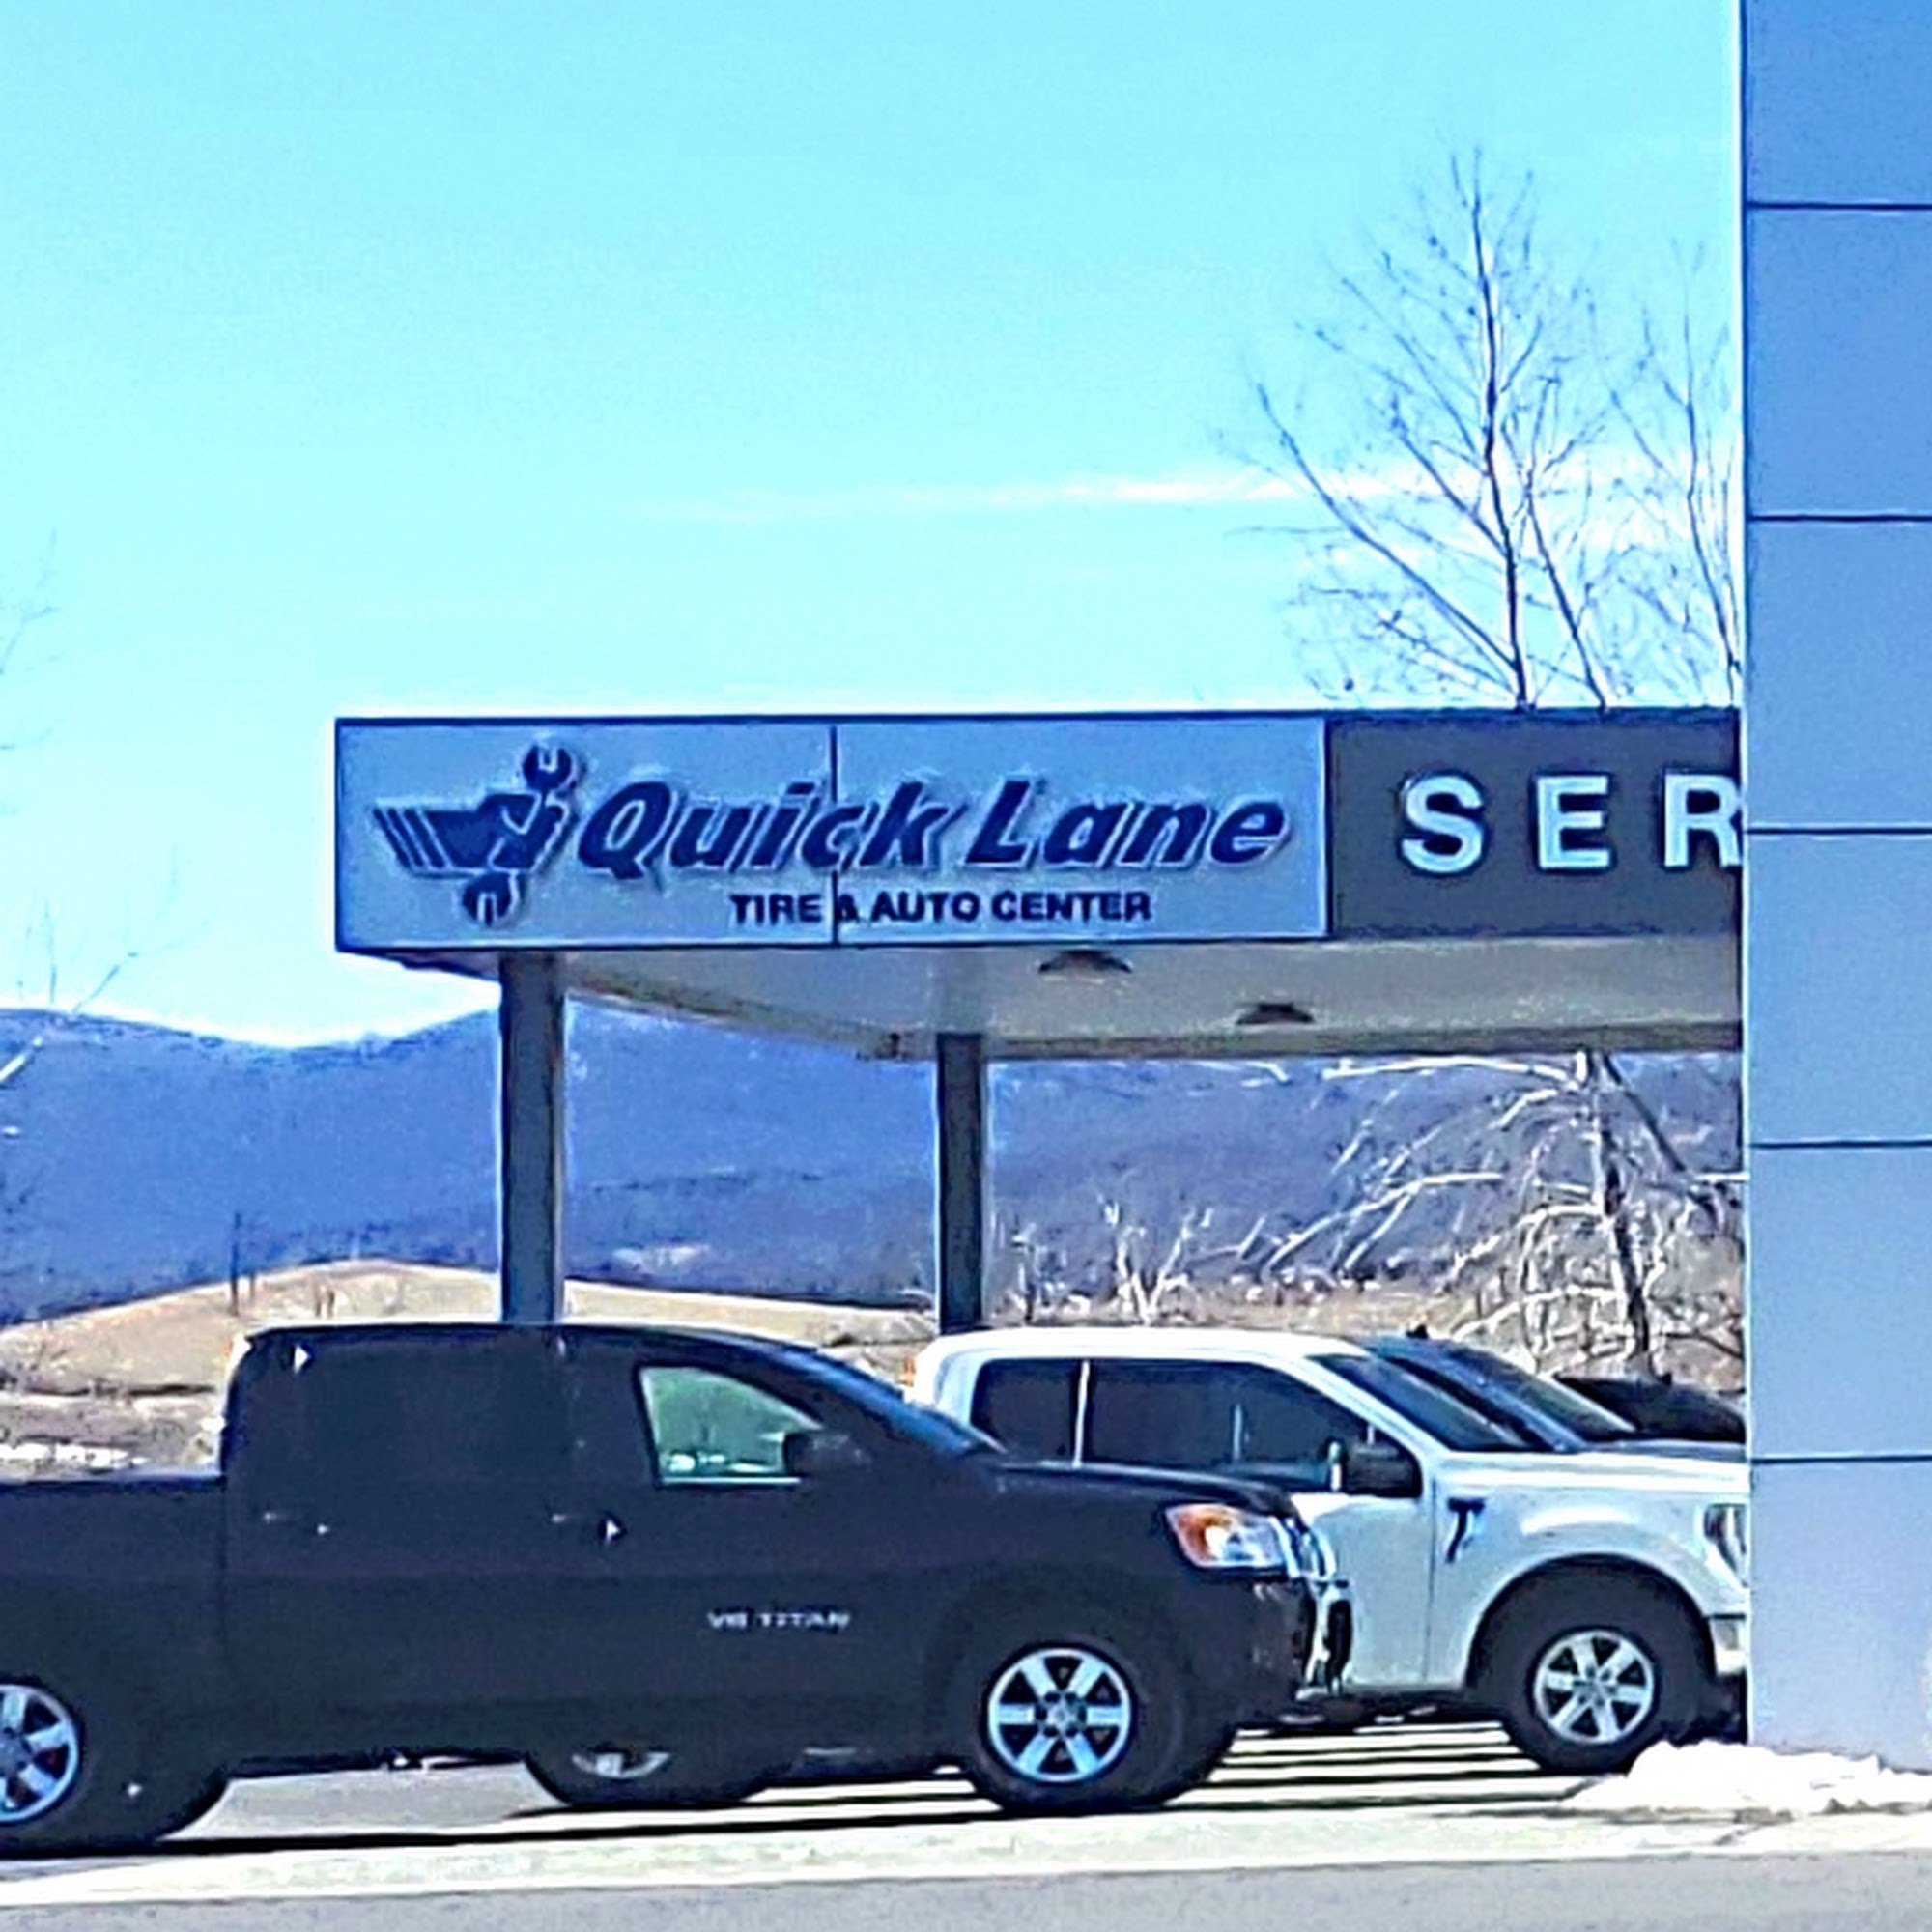 Quick Lane
TIRE & AUTO CENTER
SER
V8 TITAN